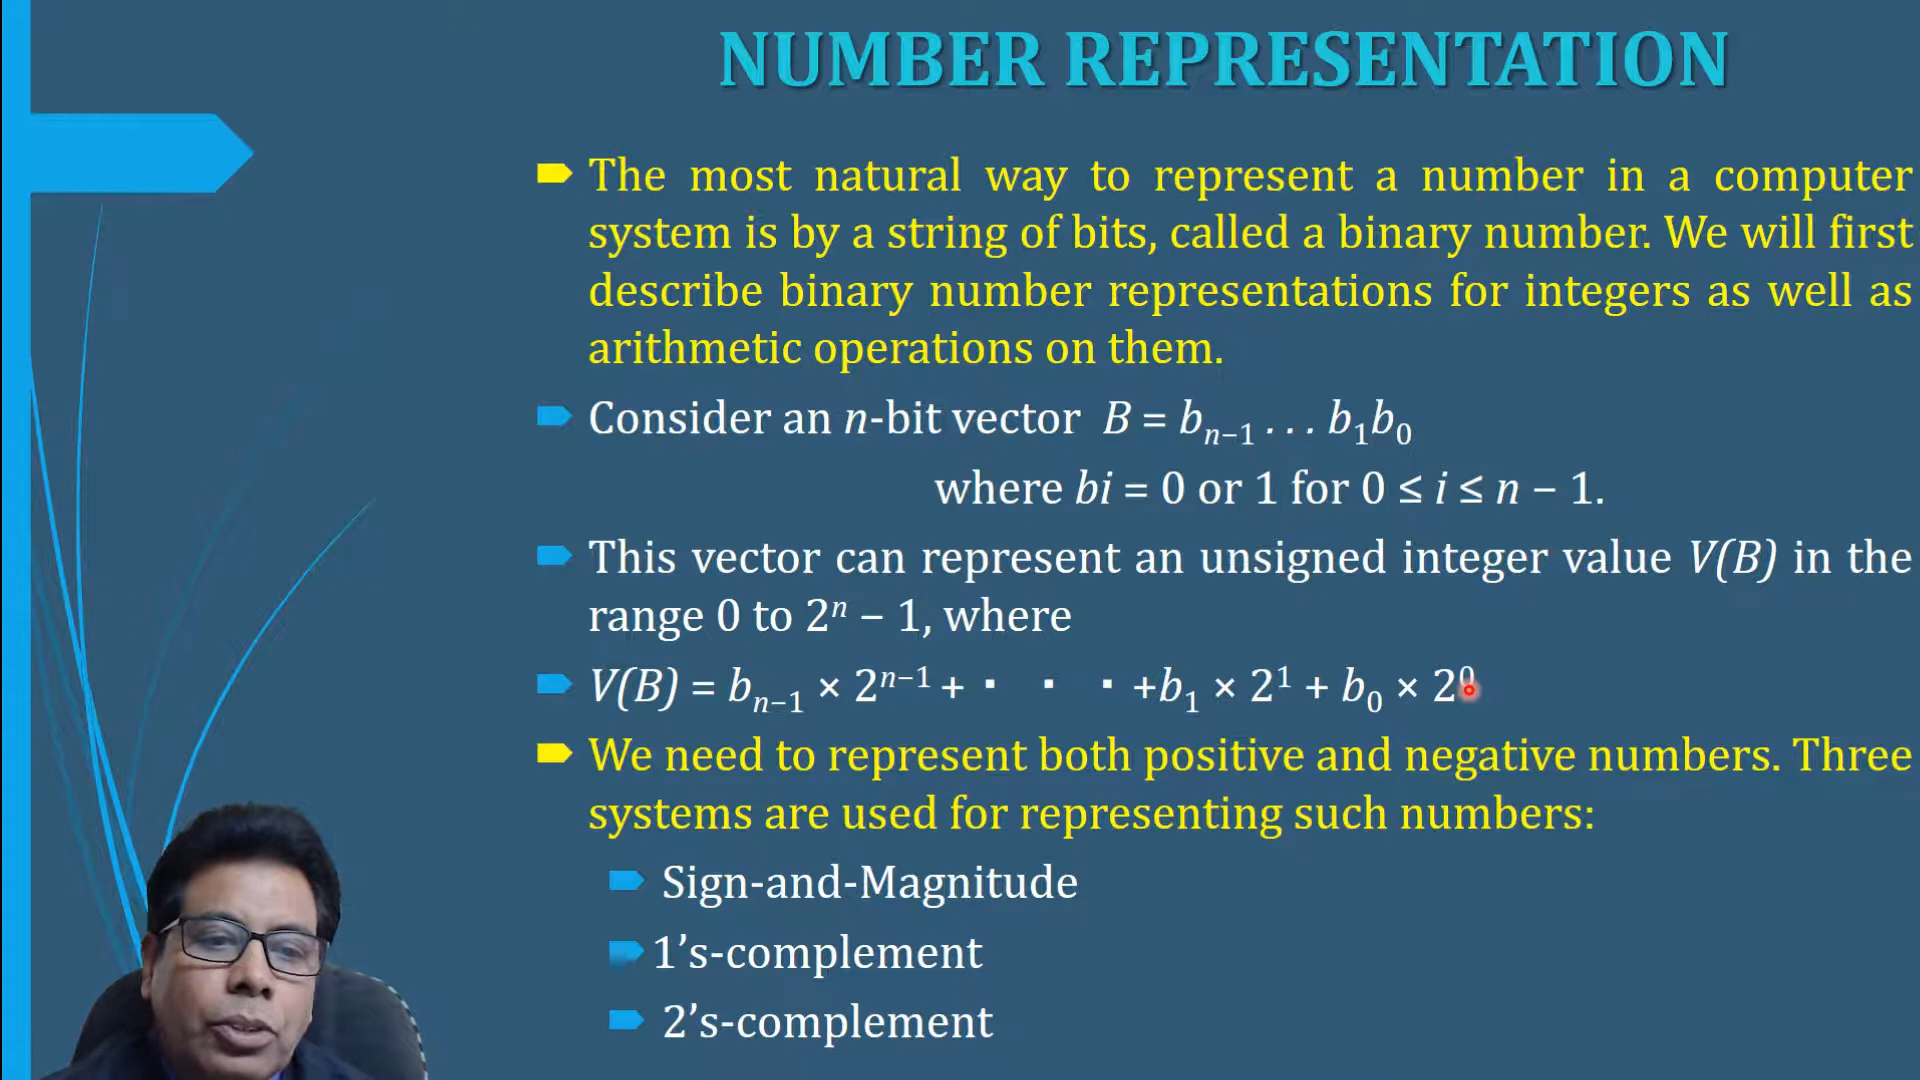 NUMBER REPRESENTATION
The most natural way to represent a number in a computer
system is by a string of bits, called a binary number. We will first
describe binary number representations for integers as well as
arithmetic operations on them.
Consider an n-bit vector B = bₙ₋₁ . . . b₁b₀
where bi = 0 or 1 for 0 ≤ i ≤ n − 1.
This vector can represent an unsigned integer value V(B) in the
range 0 to 2ⁿ − 1, where
V(B) = bₙ₋₁ × 2ⁿ⁻¹ + · · · +b₁ × 2¹ + b₀ × 2⁰
We need to represent both positive and negative numbers. Three
systems are used for representing such numbers:
Sign-and-Magnitude
1’s-complement
2’s-complement